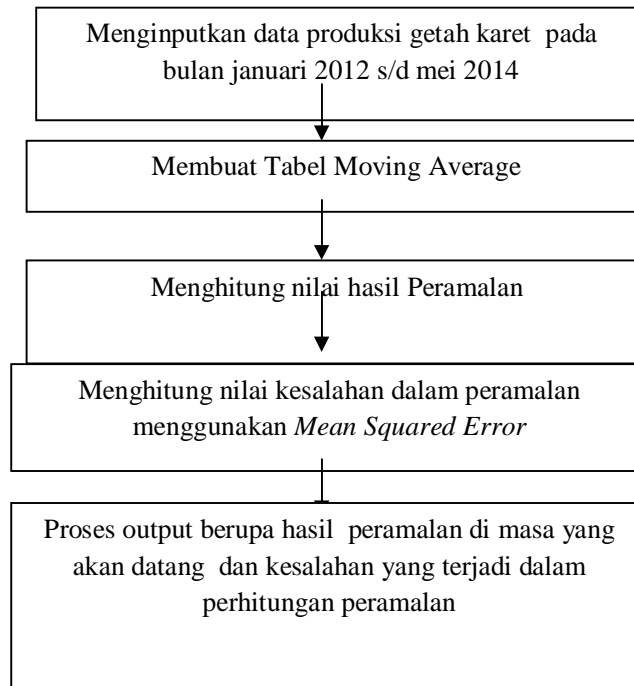 Menginputkan data produksi getah karet pada
bulan januari 2012 s/d mei 2014
Membuat Tabel Moving Average
Menghitung nilai hasil Peramalan
Menghitung nilai kesalahan dalam peramalan
menggunakan Mean Squared Error
Proses output berupa hasil peramalan di masa yang
akan datang dan kesalahan yang terjadi dalam
perhitungan peramalan